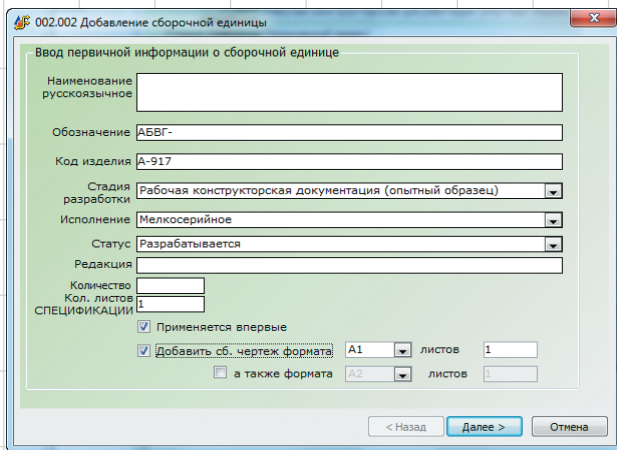 002.002 Добавление сборочной единицы
Ввод первичной информации о сборочной единице
Наименование
русскоязычное
Обозначение АБВГ-
Код изделия А-917
Стадия
разработки Рабочая конструкторская документация (опытный образец)
Исполнение Мелкосерийное
Статус Разрабатывается
Редакция
Количество
Кол. листов
СПЕЦИФИКАЦИИ 1
Применяется впервые
Добавить сб. чертеж формата А1 листов 1
а также формата А2 листов 1
< Назад Далее > Отмена